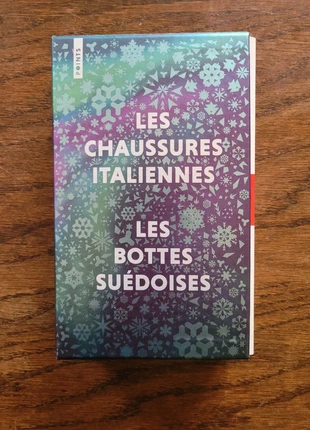 POINTS
LES
CHAUSSURES
ITALIENNES
LES
BOTTES
SUÉDOISES